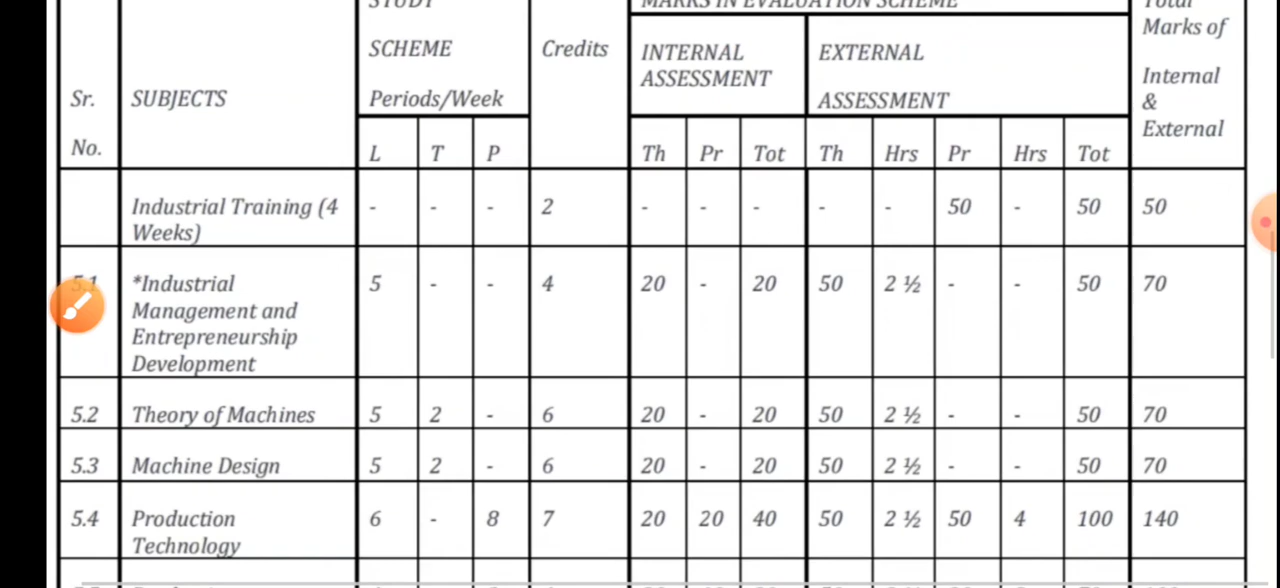 STUDY
MARKS IN EVALUATION SCHEME
Total
Marks of
SCHEME
Credits
INTERNAL
ASSESSMENT
EXTERNAL
Internal
&
External
Sr.
SUBJECTS
Periods/Week
ASSESSMENT
No.
L T P Th Pr Tot Th Hrs Pr Hrs Tot
Industrial Training (4
Weeks)
- - - 2 - - - - - 50 - 50 50
5.1 *Industrial
Management and
Entrepreneurship
Development
5 - - 4 20 - 20 50 2 ½ - - 50 70
5.2 Theory of Machines 5 2 - 6 20 - 20 50 2 ½ - - 50 70
5.3 Machine Design 5 2 - 6 20 - 20 50 2 ½ - - 50 70
5.4 Production
Technology
6 - 8 7 20 20 40 50 2 ½ 50 4 100 140